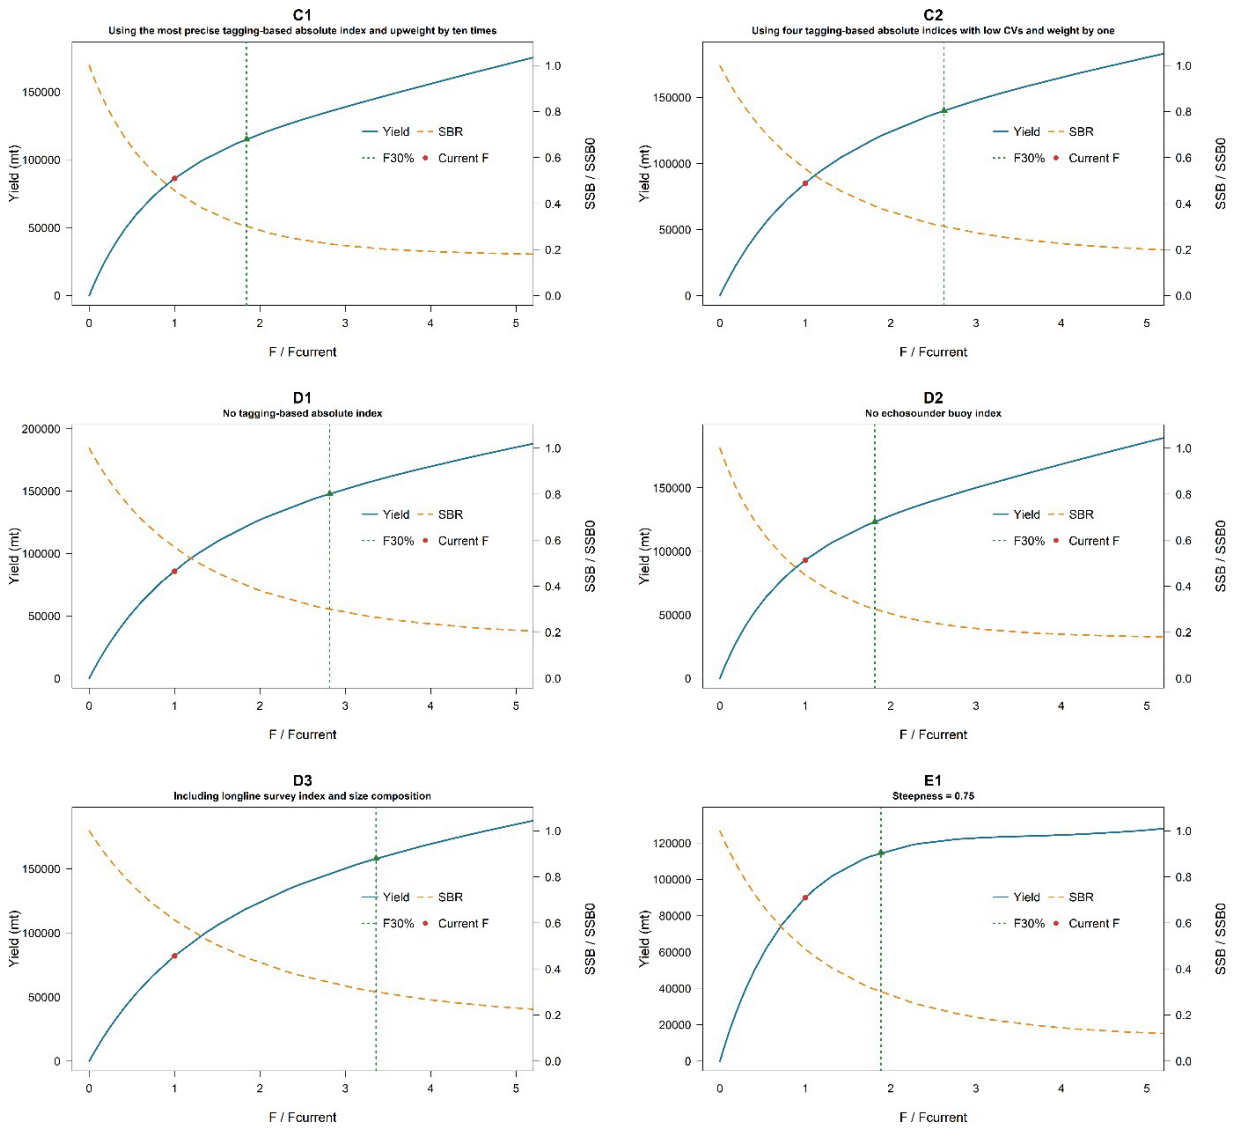 C1
Using the most precise tagging-based absolute index and upweight by ten times
Yield (mt)
150000
100000
50000
0
1.0
0.8
0.6
0.4
0.2
0.0
SSB / SSB0
Yield SBR
F30% Current F
0 1 2 3 4 5
F / Fcurrent
C2
Using four tagging-based absolute indices with low CVs and weight by one
Yield (mt)
150000
100000
50000
0
1.0
0.8
0.6
0.4
0.2
0.0
SSB / SSB0
Yield SBR
F30% Current F
0 1 2 3 4 5
F / Fcurrent
D1
No tagging-based absolute index
Yield (mt)
200000
150000
100000
50000
0
1.0
0.8
0.6
0.4
0.2
0.0
SSB / SSB0
Yield SBR
F30% Current F
0 1 2 3 4 5
F / Fcurrent
D2
No echosounder buoy index
Yield (mt)
150000
100000
50000
0
1.0
0.8
0.6
0.4
0.2
0.0
SSB / SSB0
Yield SBR
F30% Current F
0 1 2 3 4 5
F / Fcurrent
D3
Including longline survey index and size composition
Yield (mt)
150000
100000
50000
0
1.0
0.8
0.6
0.4
0.2
0.0
SSB / SSB0
Yield SBR
F30% Current F
0 1 2 3 4 5
F / Fcurrent
E1
Steepness = 0.75
Yield (mt)
120000
100000
80000
60000
40000
20000
0
1.0
0.8
0.6
0.4
0.2
0.0
SSB / SSB0
Yield SBR
F30% Current F
0 1 2 3 4 5
F / Fcurrent